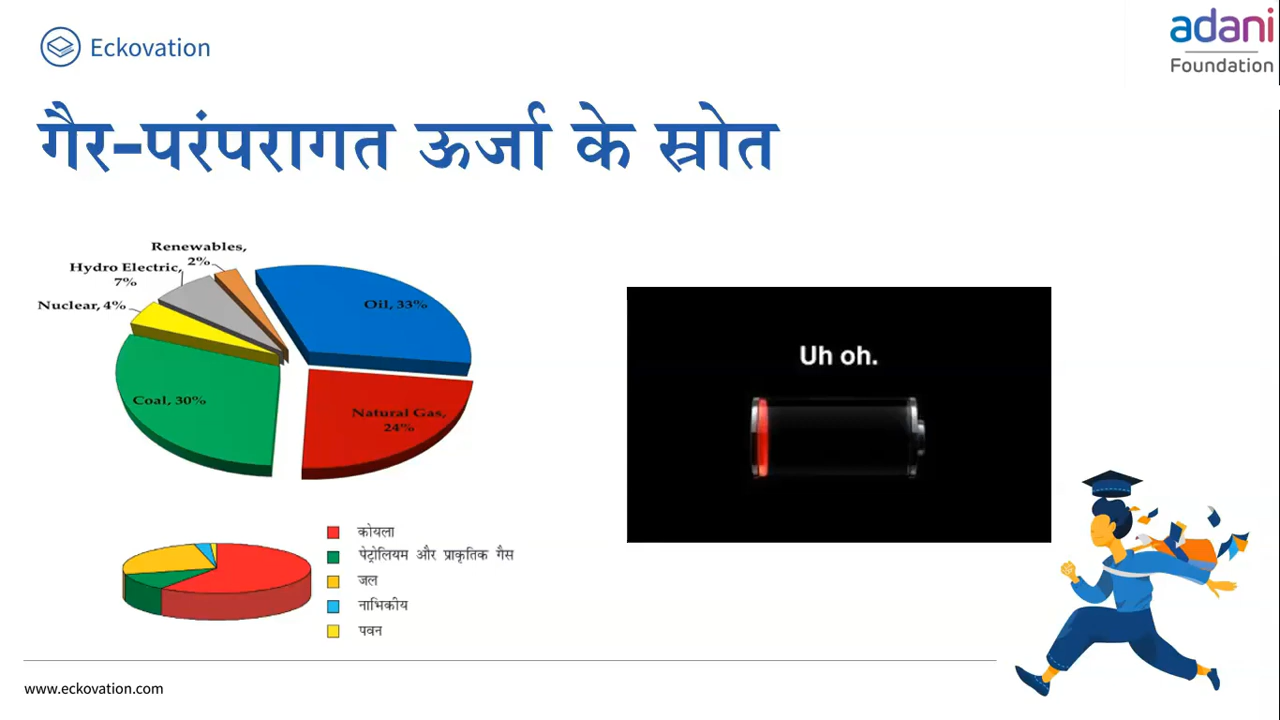 Eckovation
adani
Foundation
गैर-परंपरागत ऊर्जा के स्रोत
Renewables,
2%
Hydro Electric,
7%
Nuclear, 4%
Oil, 33%
Coal, 30%
Natural Gas,
24%
Uh oh.
कोयला
पेट्रोलियम और प्राकृतिक गैस
जल
नाभिकीय
पवन
www.eckovation.com